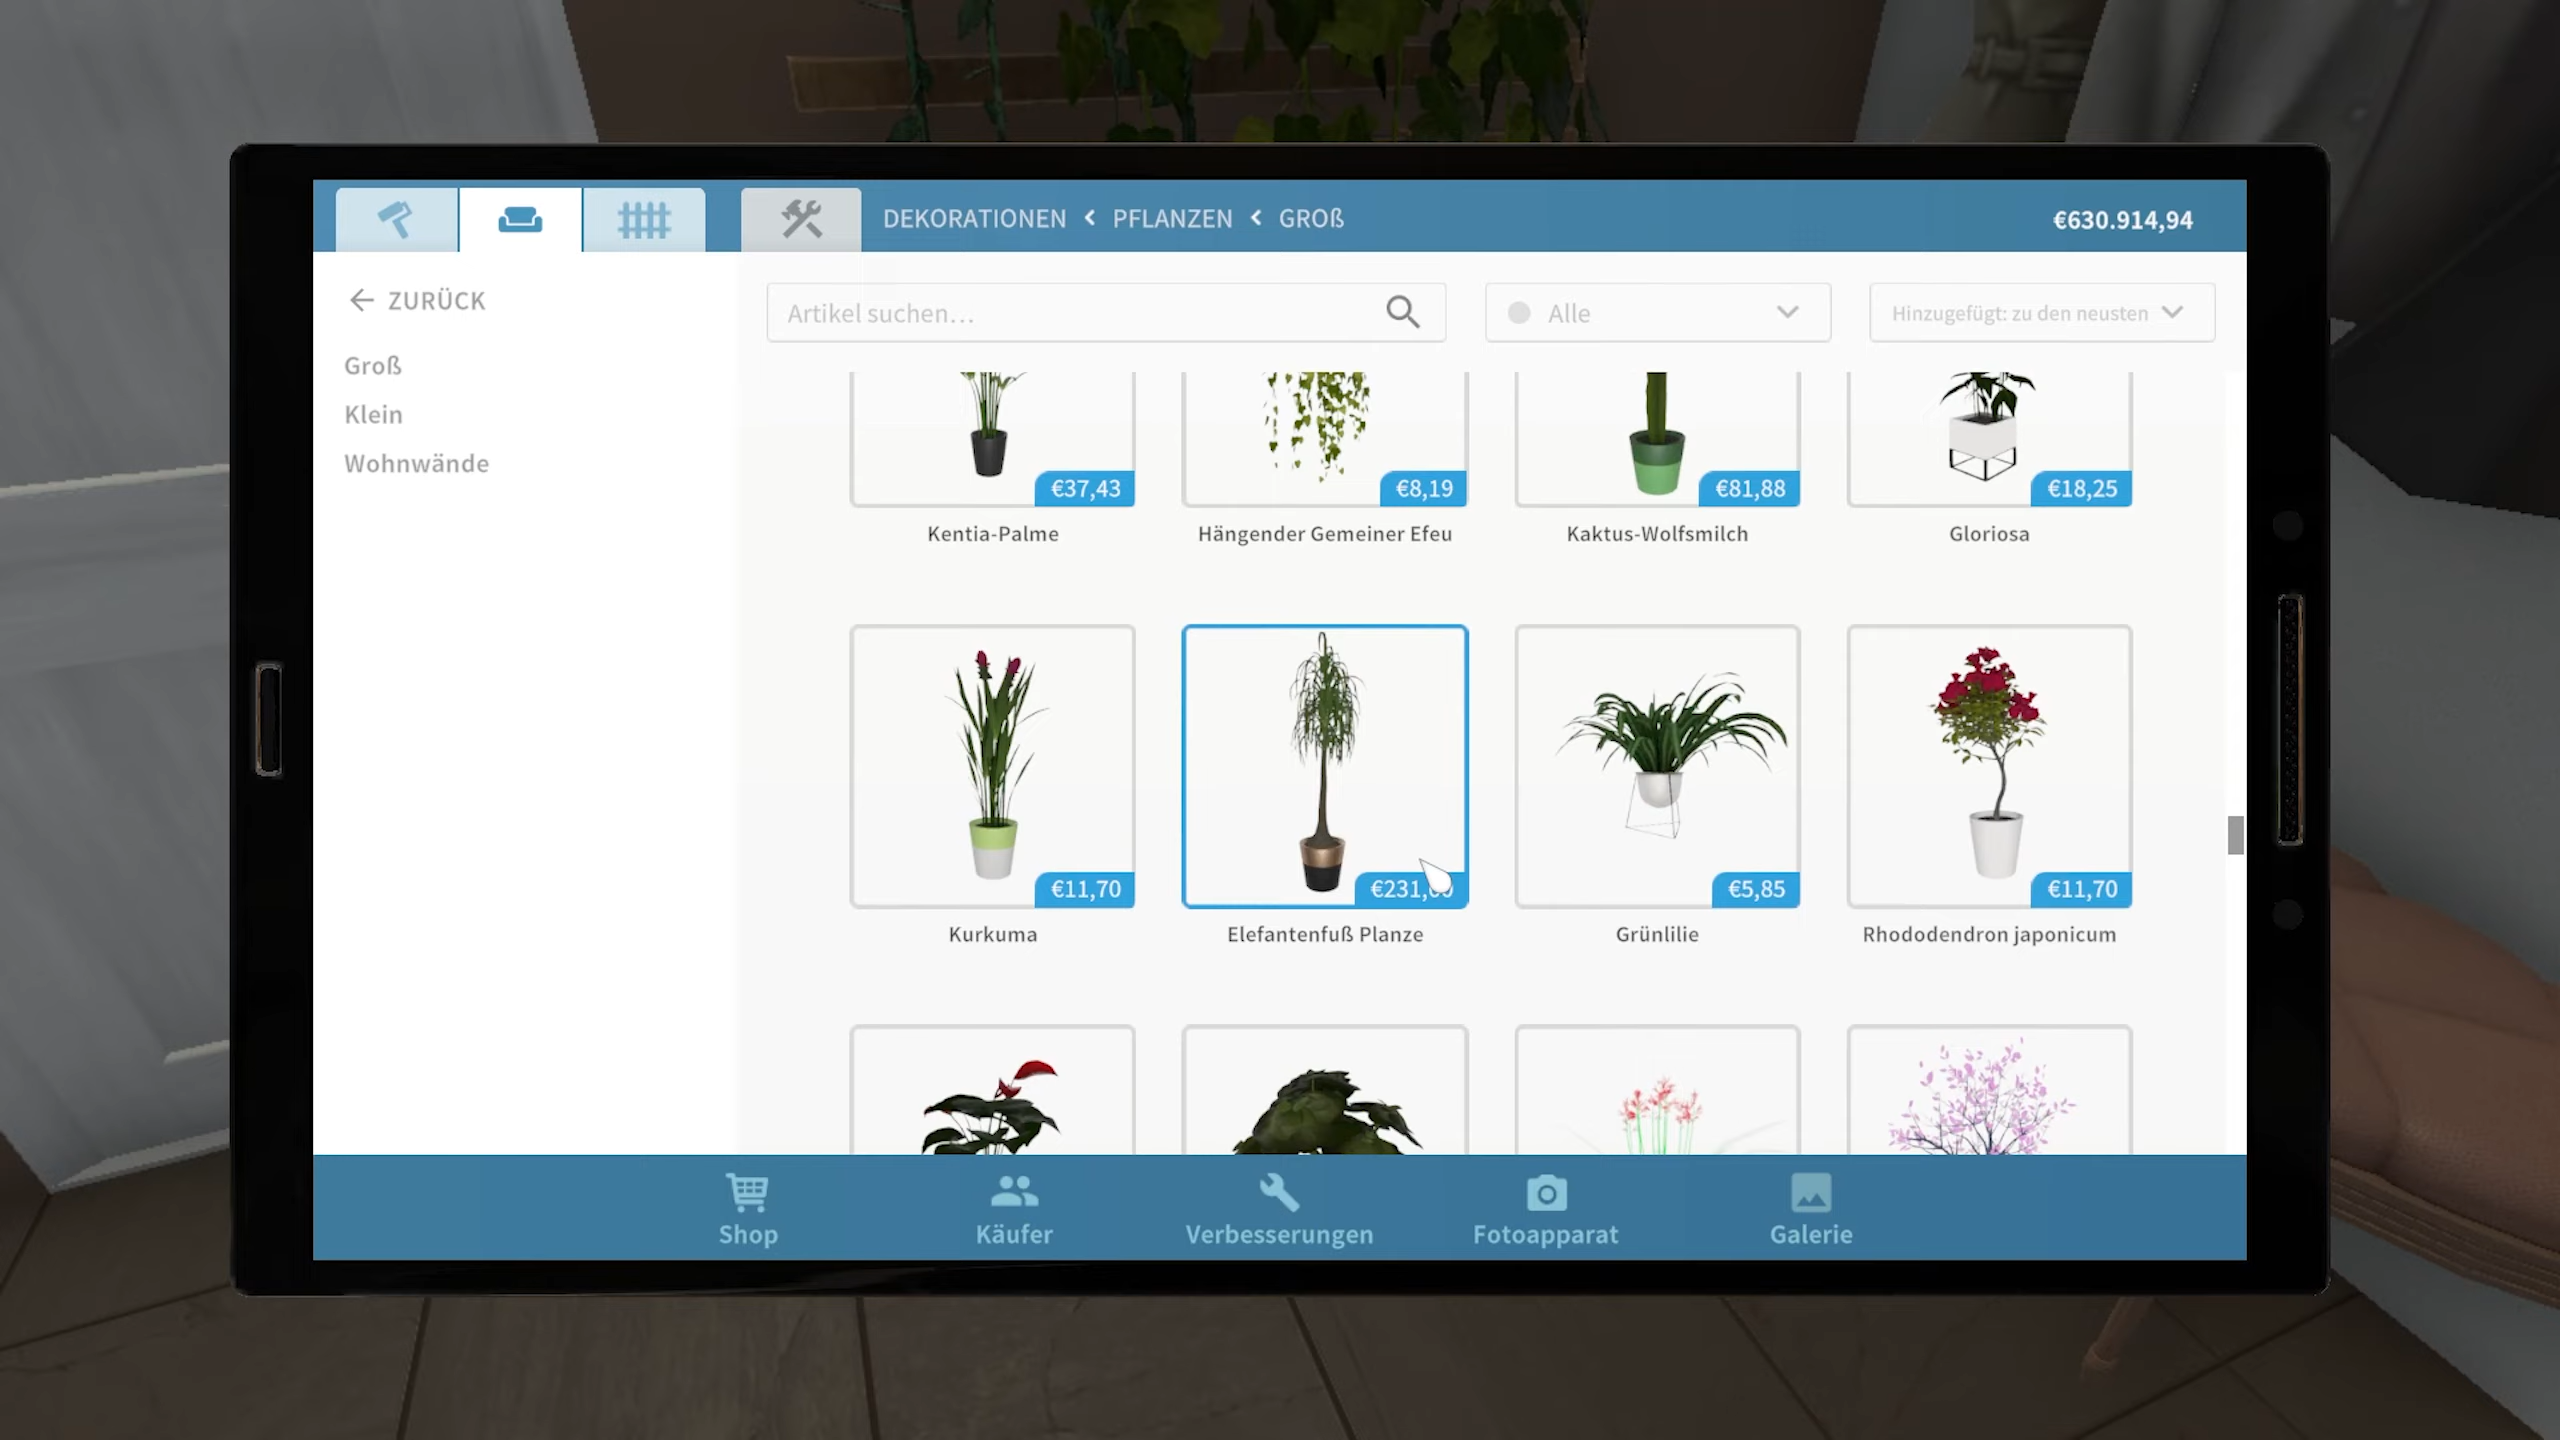 DEKORATIONEN < PFLANZEN < GROß
€630.914,94
ZURÜCK
Groß
Klein
Wohnwände
Artikel suchen...
Alle
Hinzugefügt: zu den neusten
€37,43
€8,19
€81,88
€18,25
Kentia-Palme
Hängender Gemeiner Efeu
Kaktus-Wolfsmilch
Gloriosa
€11,70
€5,85
€11,70
Kurkuma
Elefantenfuß Planze
Grünlilie
Rhododendron japonicum
Shop
Käufer
Verbesserungen
Fotoapparat
Galerie